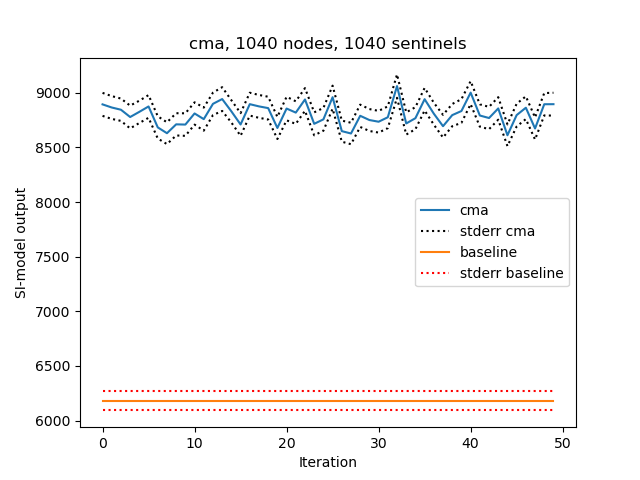 cma, 1040 nodes, 1040 sentinels
SI-model output
9000
8500
8000
7500
7000
6500
6000
cma
stderr cma
baseline
stderr baseline
0 10 20 30 40 50
Iteration